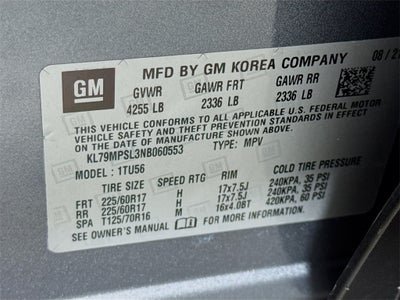 GM
MFD BY GM KOREA COMPANY 08/21
GVWR GAWR FRT GAWR RR
4255 LB 2336 LB 2336 LB
THIS VEHICLE CONFORMS TO ALL APPLICABLE U.S. FEDERAL
MOTOR VEHICLE SAFETY, BUMPER, AND THEFT
PREVENTION STANDARDS IN EFFECT ON THE DATE
OF MANUFACTURE SHOWN ABOVE.
KL79MPSL3NB060553 TYPE: MPV
MODEL: 1TU56
TIRE SIZE SPEED RTG RIM COLD TIRE PRESSURE
FRT 225/60R17 H 17x7.5J 240KPA, 35 PSI
RR 225/60R17 H 17x7.5J 240KPA, 35 PSI
SPA T125/70R16 M 16x4.08T 420KPA, 60 PSI
SEE OWNER'S MANUAL FOR MORE INFORMATION.